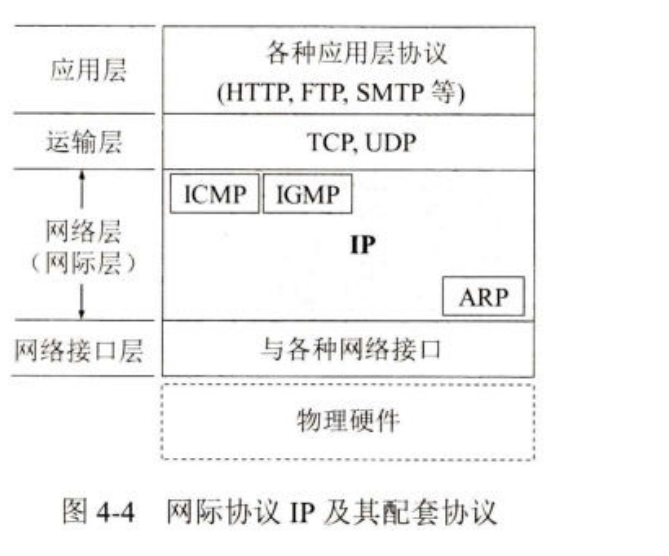 应用层
各种应用层协议
(HTTP, FTP, SMTP 等)
运输层
TCP, UDP
ICMP
IGMP
网络层
（网际层）
IP
ARP
网络接口层
与各种网络接口
物理硬件
图 4-4 网际协议 IP 及其配套协议